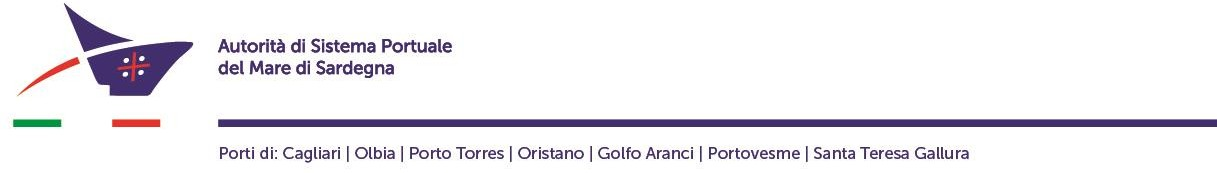 Autorità di Sistema Portuale
del Mare di Sardegna
Porti di: Cagliari | Olbia | Porto Torres | Oristano | Golfo Aranci | Portovesme | Santa Teresa Gallura